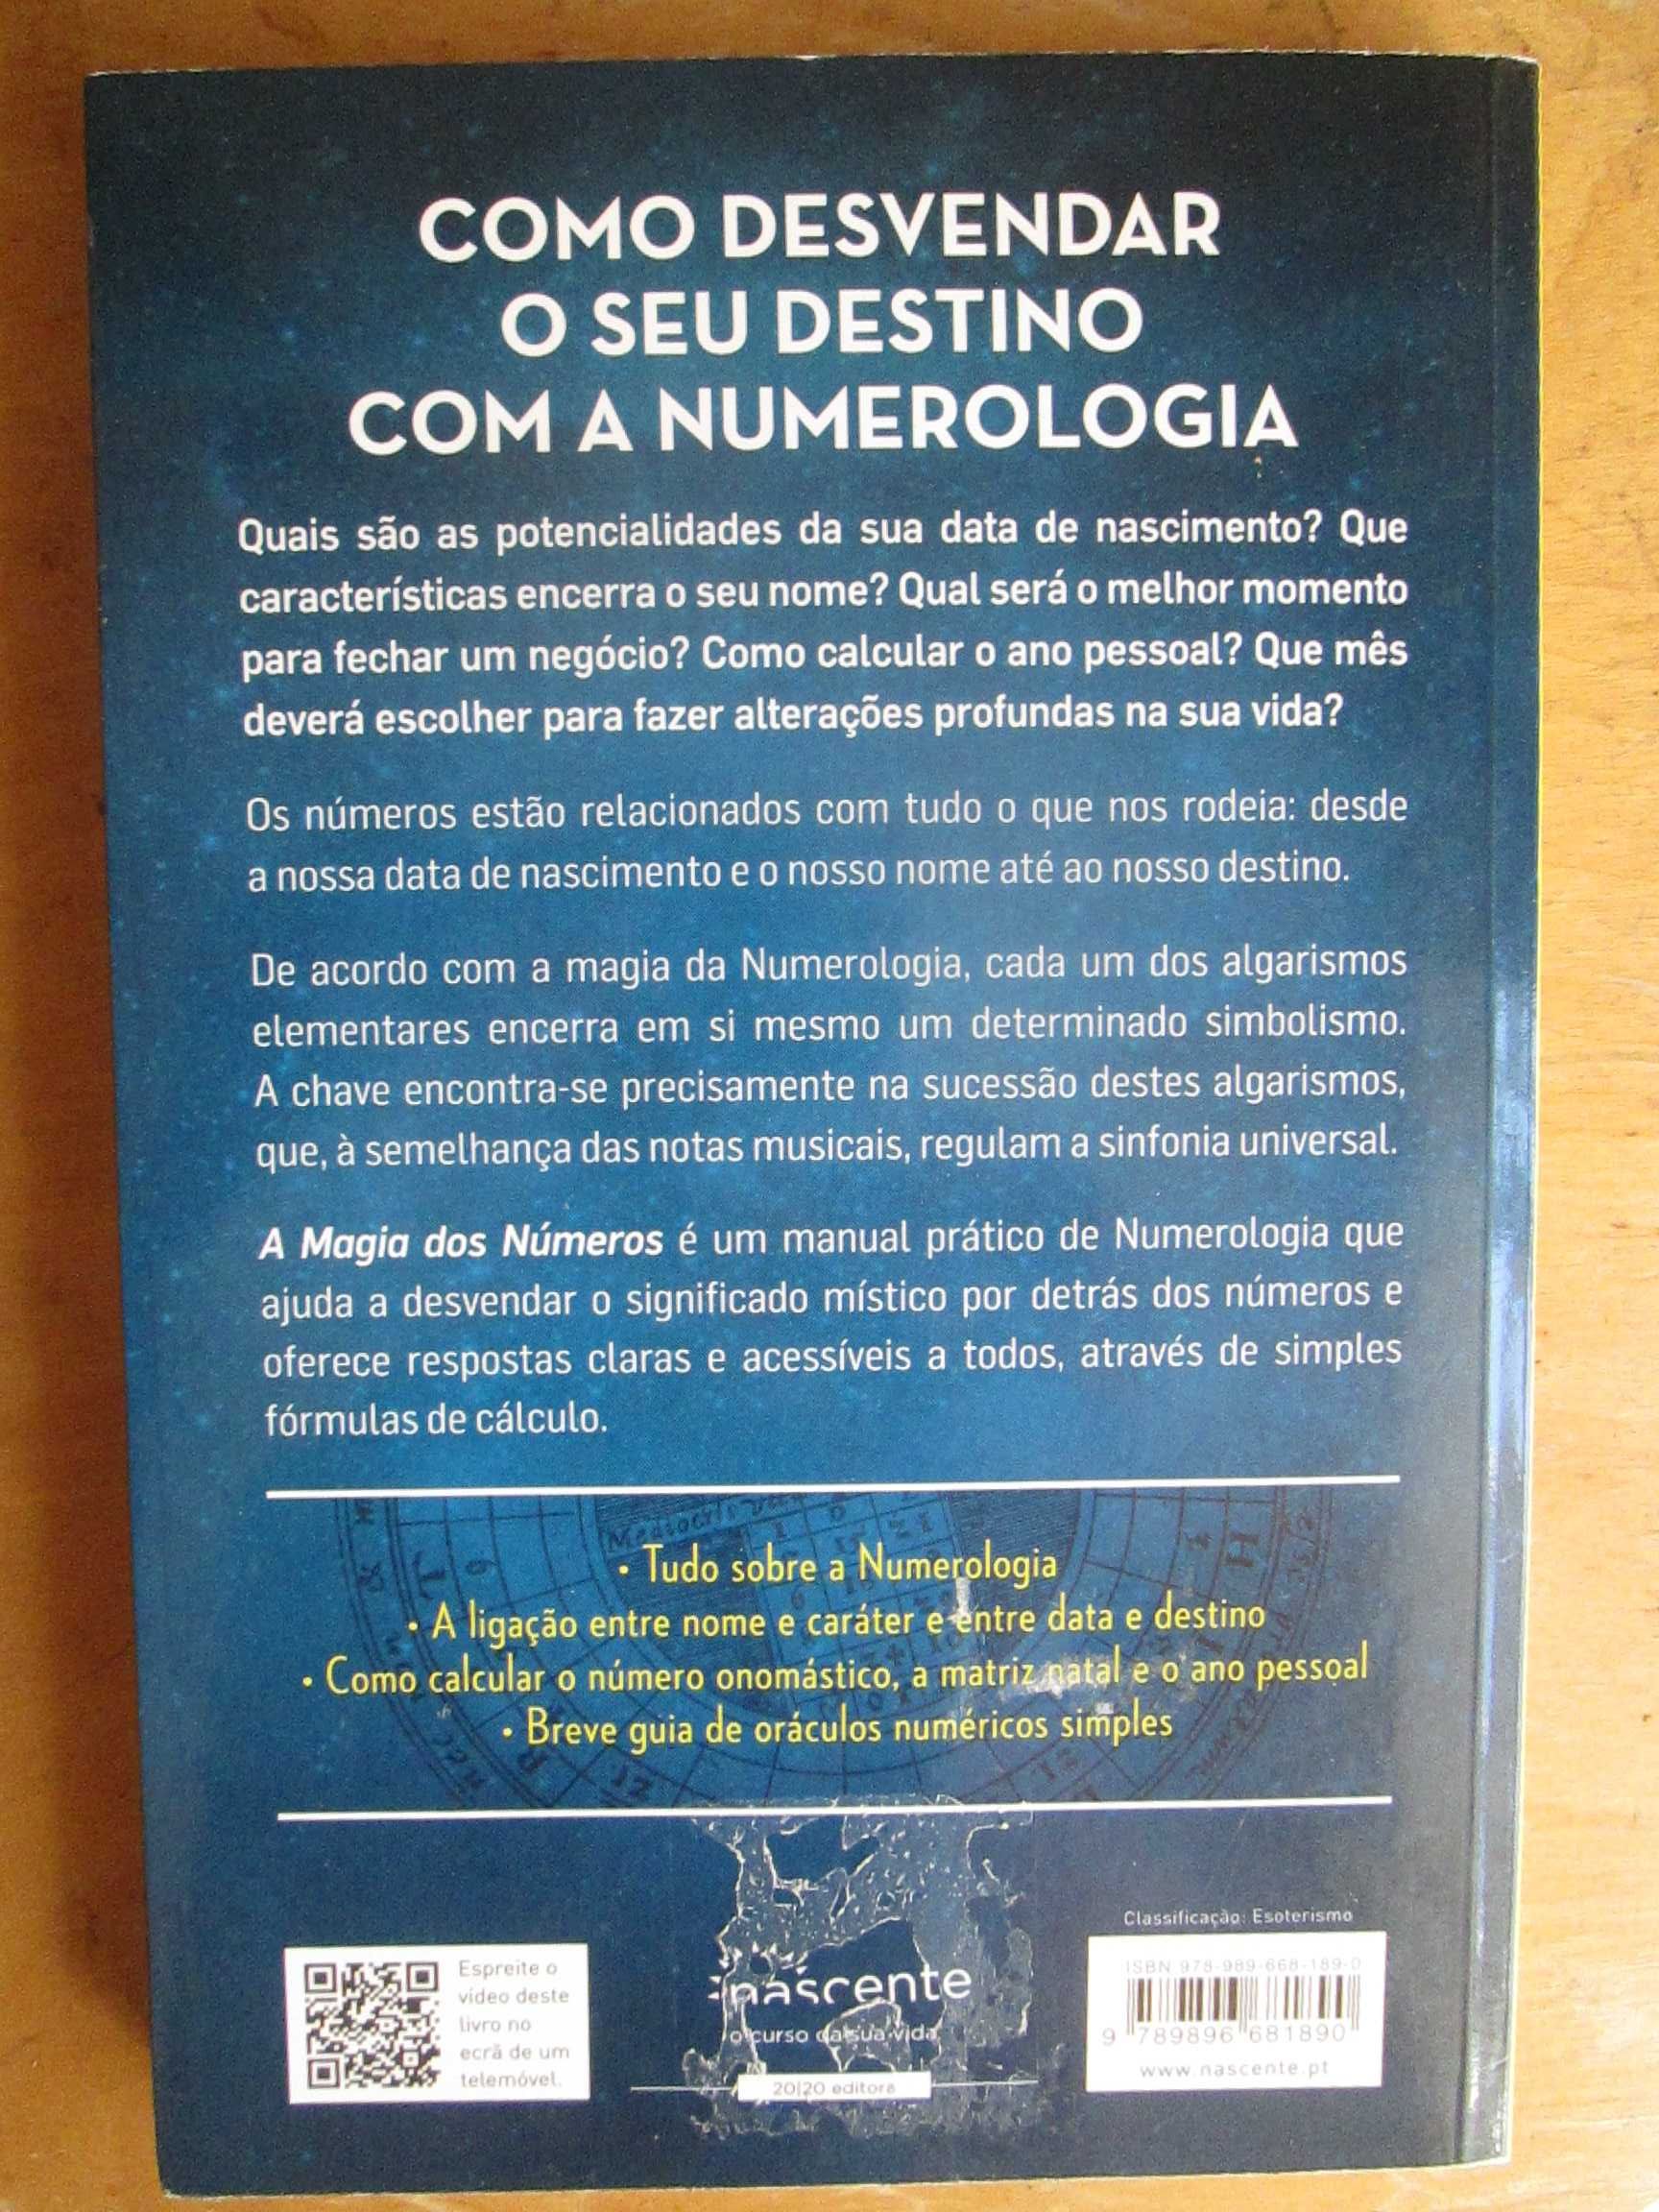 COMO DESVENDAR
O SEU DESTINO
COM A NUMEROLOGIA
Quais são as potencialidades da sua data de nascimento? Que
características encerra o seu nome? Qual será o melhor momento
para fechar um negócio? Como calcular o ano pessoal? Que mês
deverá escolher para fazer alterações profundas na sua vida?
Os números estão relacionados com tudo o que nos rodeia: desde
a nossa data de nascimento e o nosso nome até ao nosso destino.
De acordo com a magia da Numerologia, cada um dos algarismos
elementares encerra em si mesmo um determinado simbolismo.
A chave encontra-se precisamente na sucessão destes algarismos,
que, à semelhança das notas musicais, regulam a sinfonia universal.
A Magia dos Números é um manual prático de Numerologia que
ajuda a desvendar o significado místico por detrás dos números e
oferece respostas claras e acessíveis a todos, através de simples
fórmulas de cálculo.
• Tudo sobre a Numerologia
• A ligação entre nome e caráter e entre data e destino
• Como calcular o número onomástico, a matriz natal e o ano pessoal
• Breve guia de oráculos numéricos simples
Espreite o
vídeo deste
livro no
ecrã de um
telemóvel.
nascente
o curso da sua vida
20|20 editora
Classificação: Esoterismo
ISBN 978-989-668-189-0
9 789896 681890
www.nascente.pt